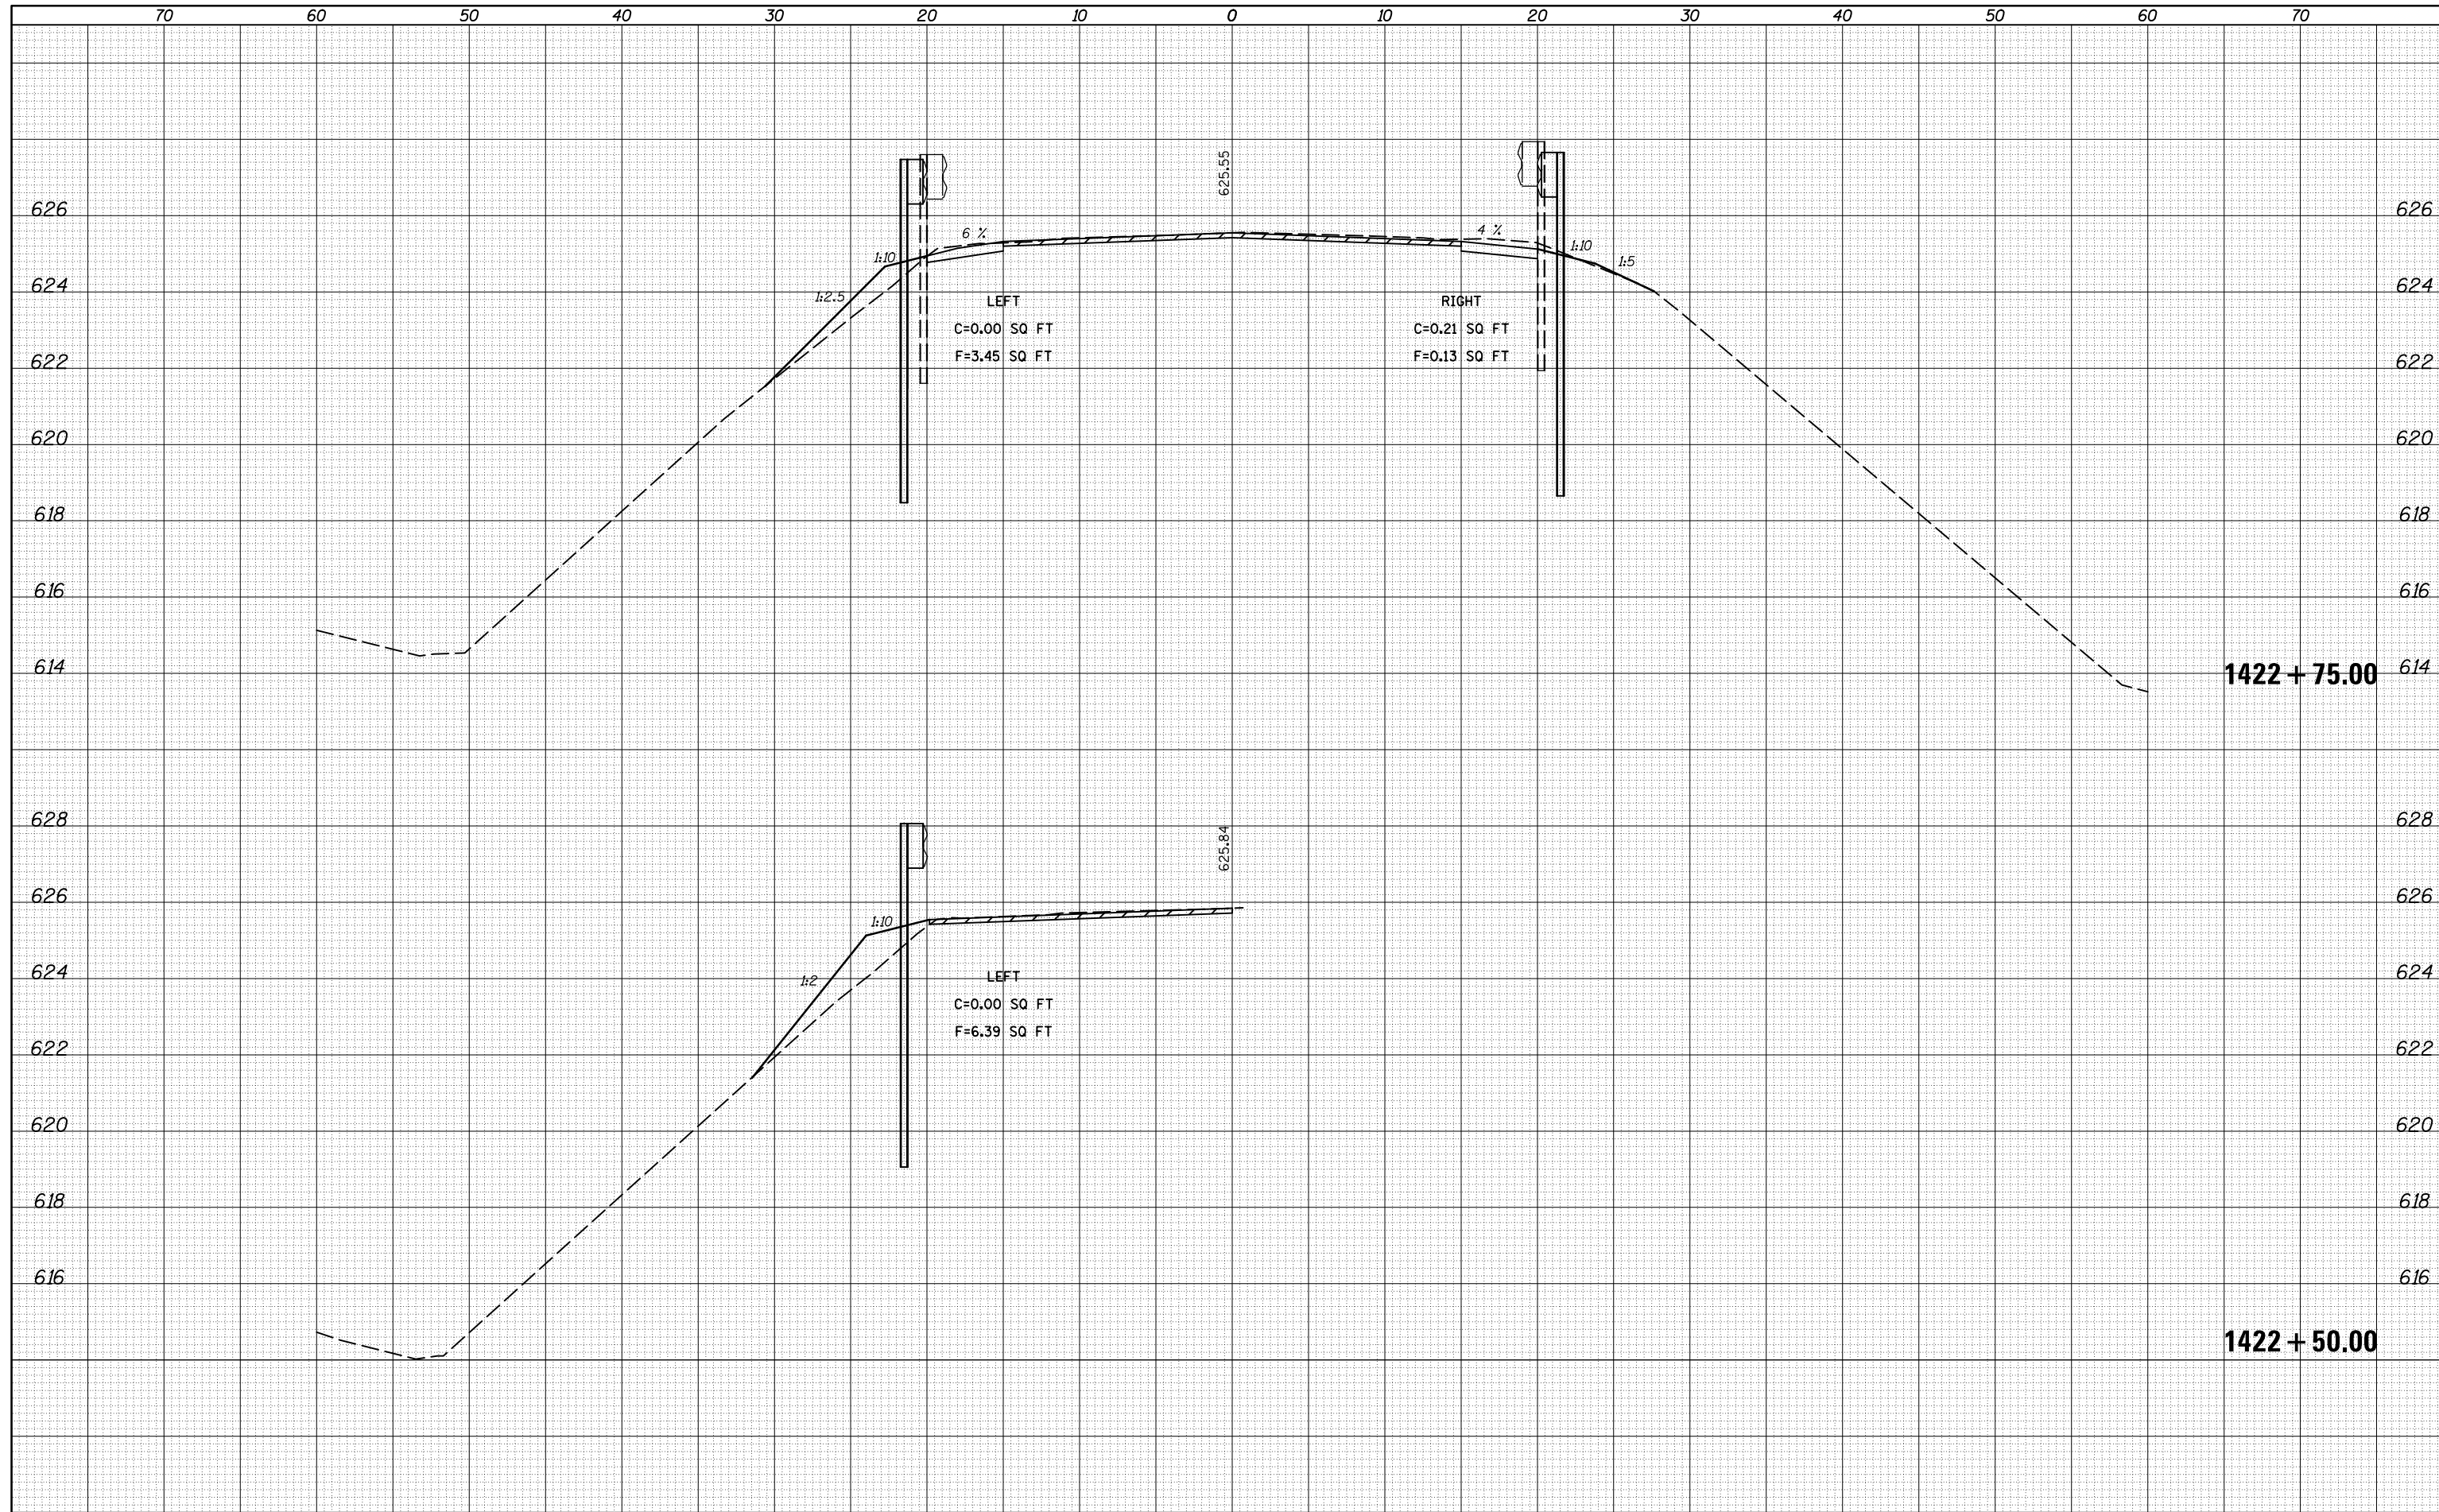 70 60 50 40 30 20 10 0 10 20 30 40 50 60 70
625.55
626 626
6 % 4 %
1:10 1:10
1:5
624 1:2.5 624
LEFT RIGHT
C=0.00 SQ FT C=0.21 SQ FT
F=3.45 SQ FT F=0.13 SQ FT
622 622
620 620
618 618
616 616
614 1422 + 75.00 614
628 628
625.84
626 626
1:10
624 624
LEFT
1:2
C=0.00 SQ FT
F=6.39 SQ FT
622 622
620 620
618 618
616 616
1422 + 50.00